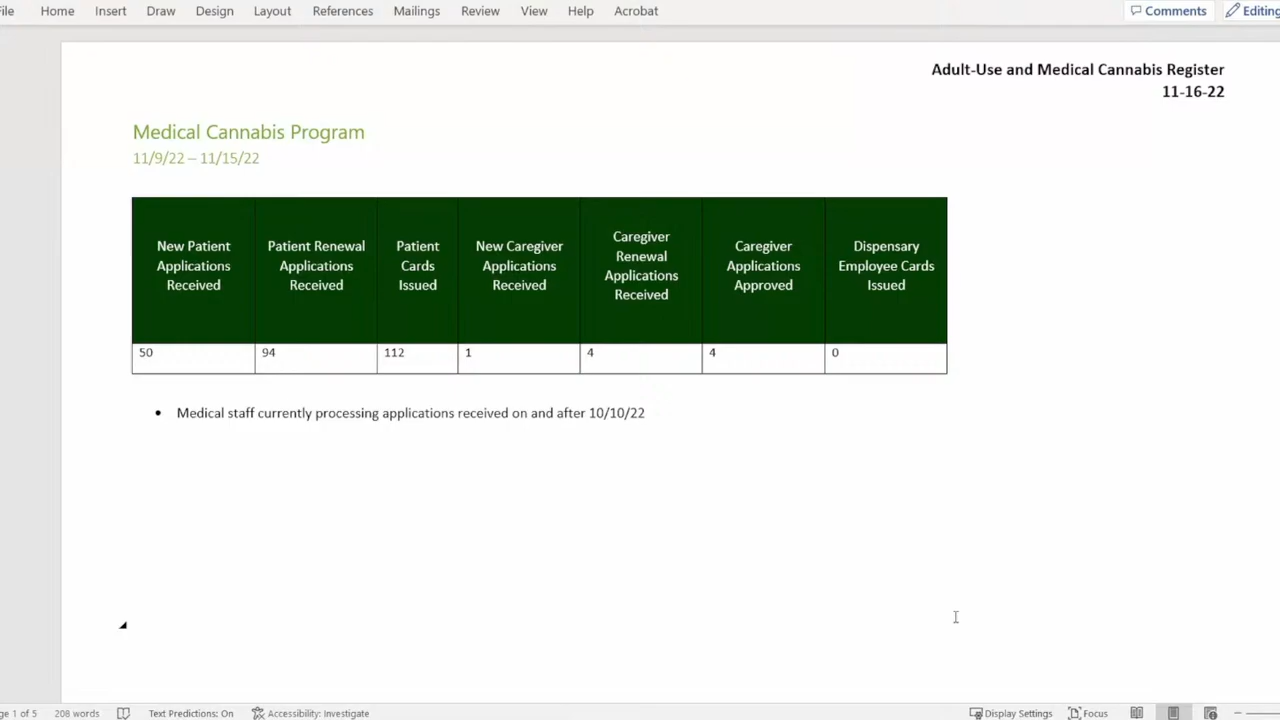 File Home Insert Draw Design Layout References Mailings Review View Help Acrobat Comments Editing
Adult-Use and Medical Cannabis Register
11-16-22
Medical Cannabis Program
11/9/22 – 11/15/22
New Patient Applications Received
Patient Renewal Applications Received
Patient Cards Issued
New Caregiver Applications Received
Caregiver Renewal Applications Received
Caregiver Applications Approved
Dispensary Employee Cards Issued
50 94 112 1 4 4 0
• Medical staff currently processing applications received on and after 10/10/22
ge 1 of 5 208 words Text Predictions: On Accessibility: Investigate Display Settings Focus